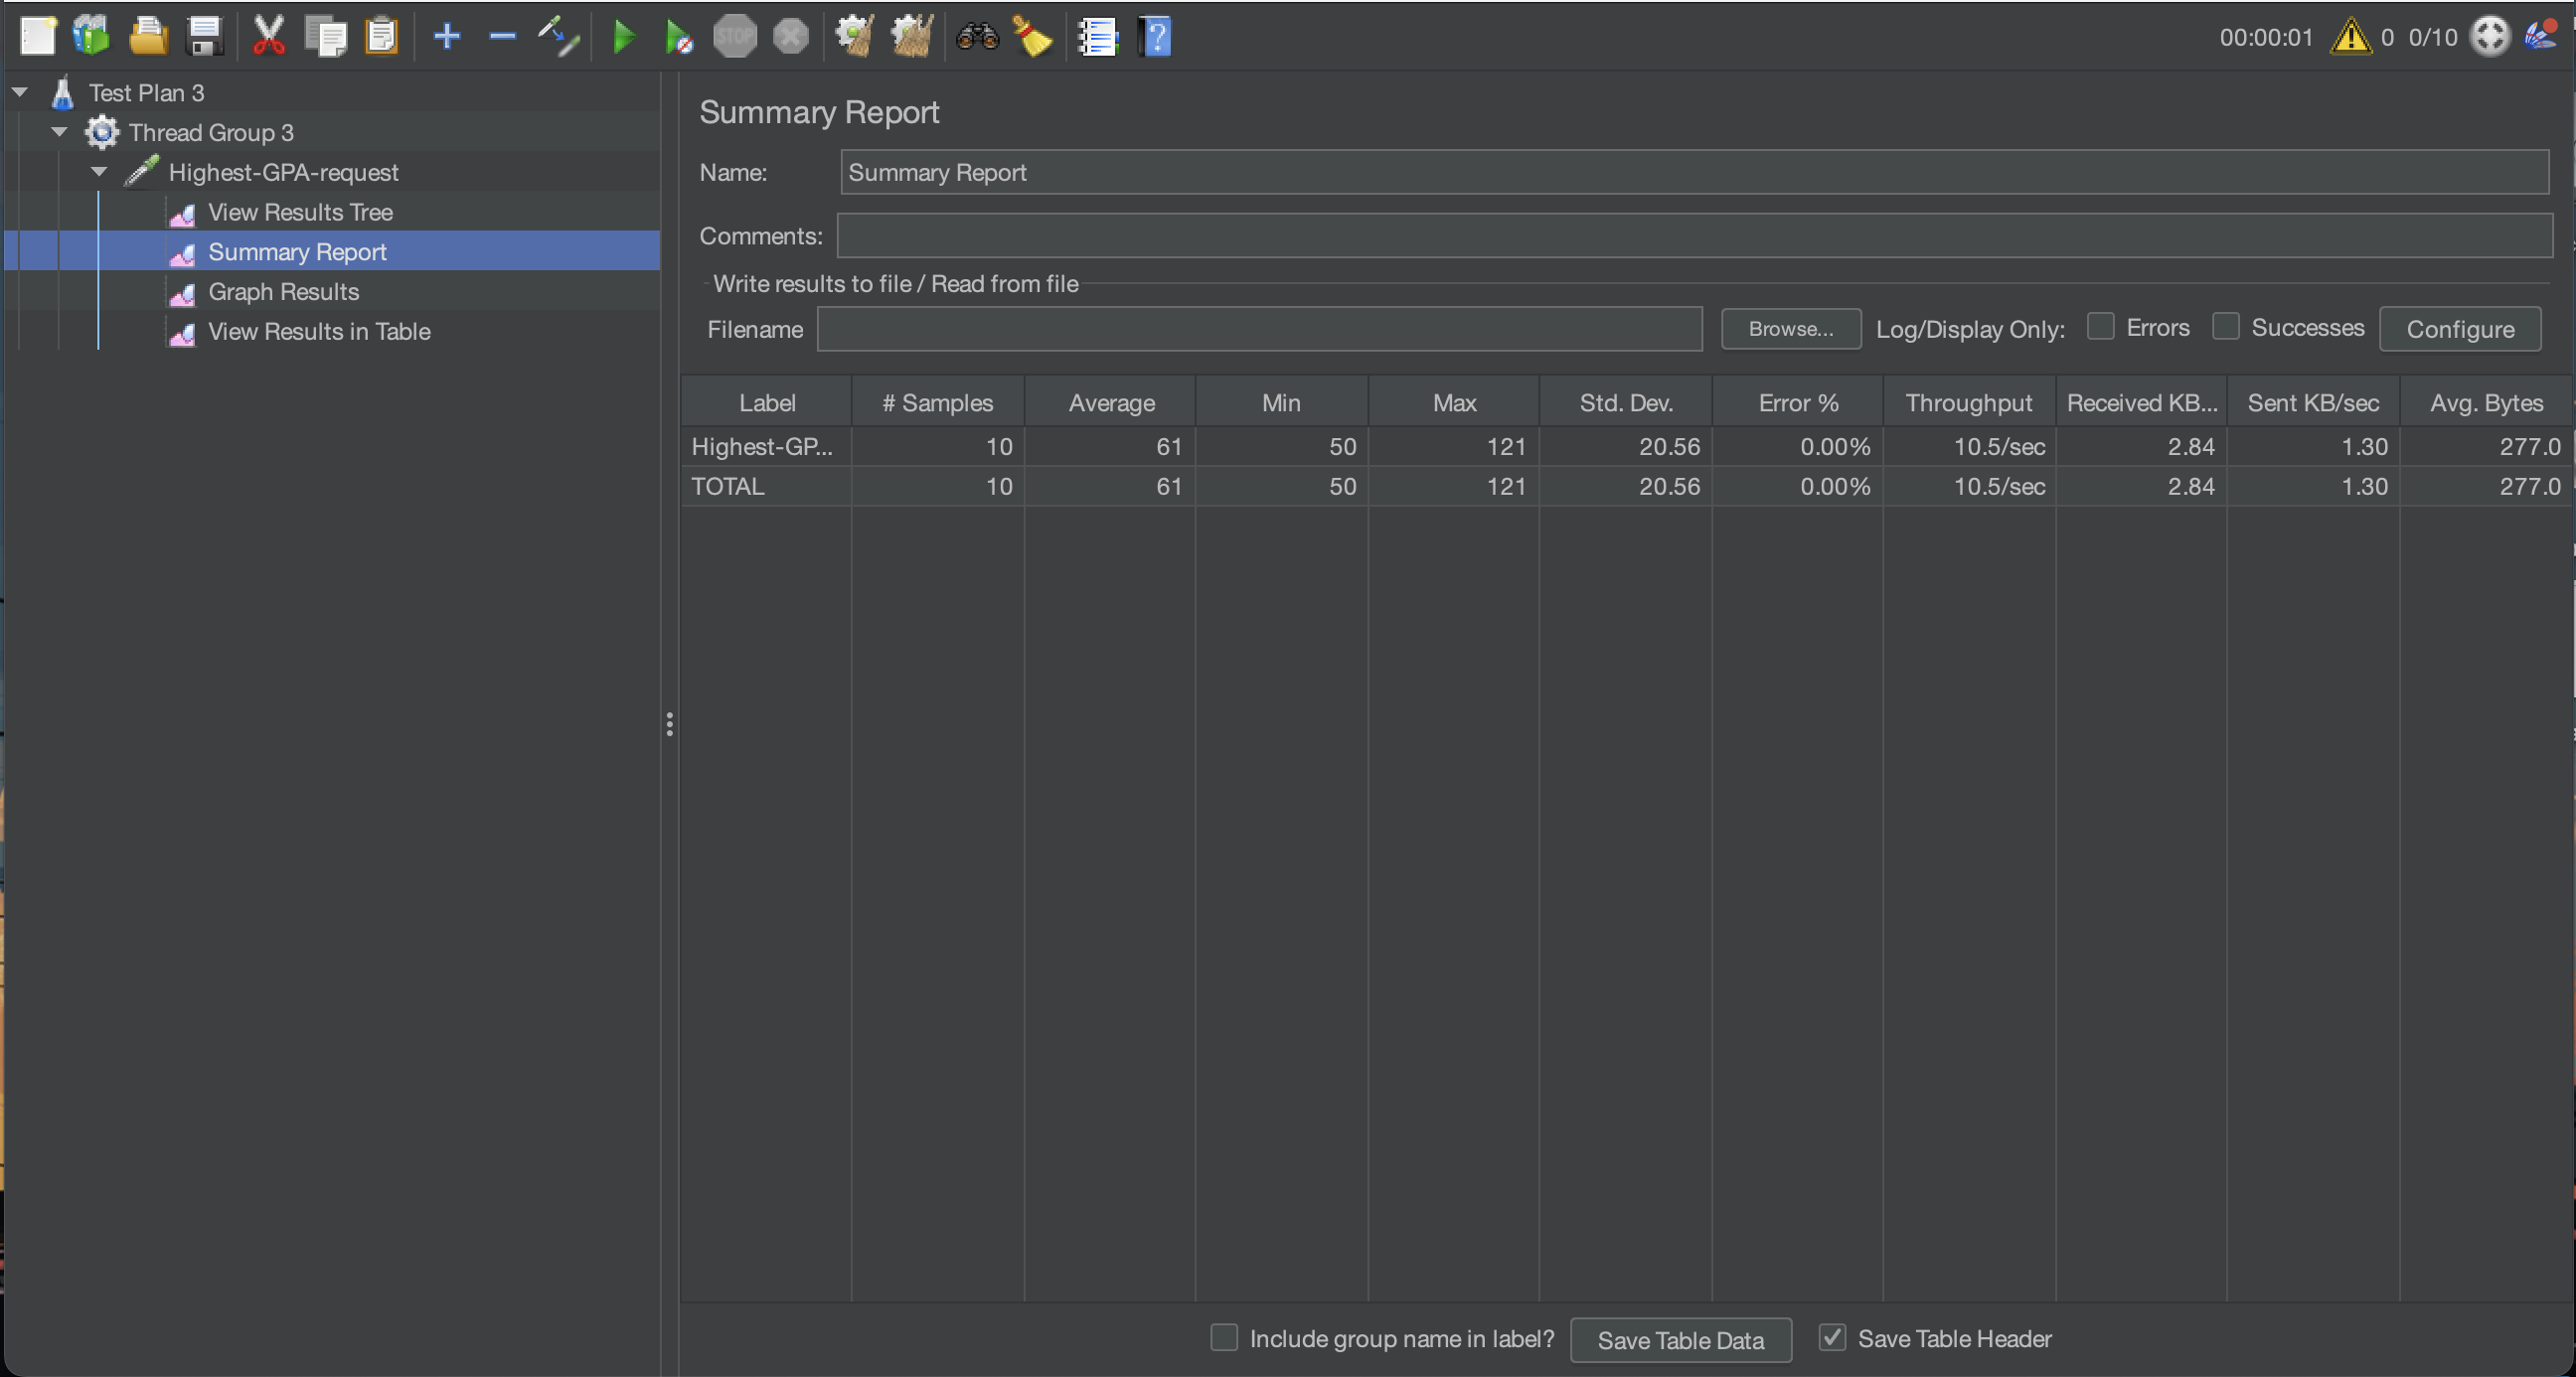 STOP
00:00:01 0 0/10
Test Plan 3
Thread Group 3
Highest-GPA-request
View Results Tree
Summary Report
Graph Results
View Results in Table
Summary Report
Name: Summary Report
Comments:
Write results to file / Read from file
Filename Browse... Log/Display Only: Errors Successes Configure
Label # Samples Average Min Max Std. Dev. Error % Throughput Received KB... Sent KB/sec Avg. Bytes
Highest-GP... 10 61 50 121 20.56 0.00% 10.5/sec 2.84 1.30 277.0
TOTAL 10 61 50 121 20.56 0.00% 10.5/sec 2.84 1.30 277.0
Include group name in label? Save Table Data Save Table Header